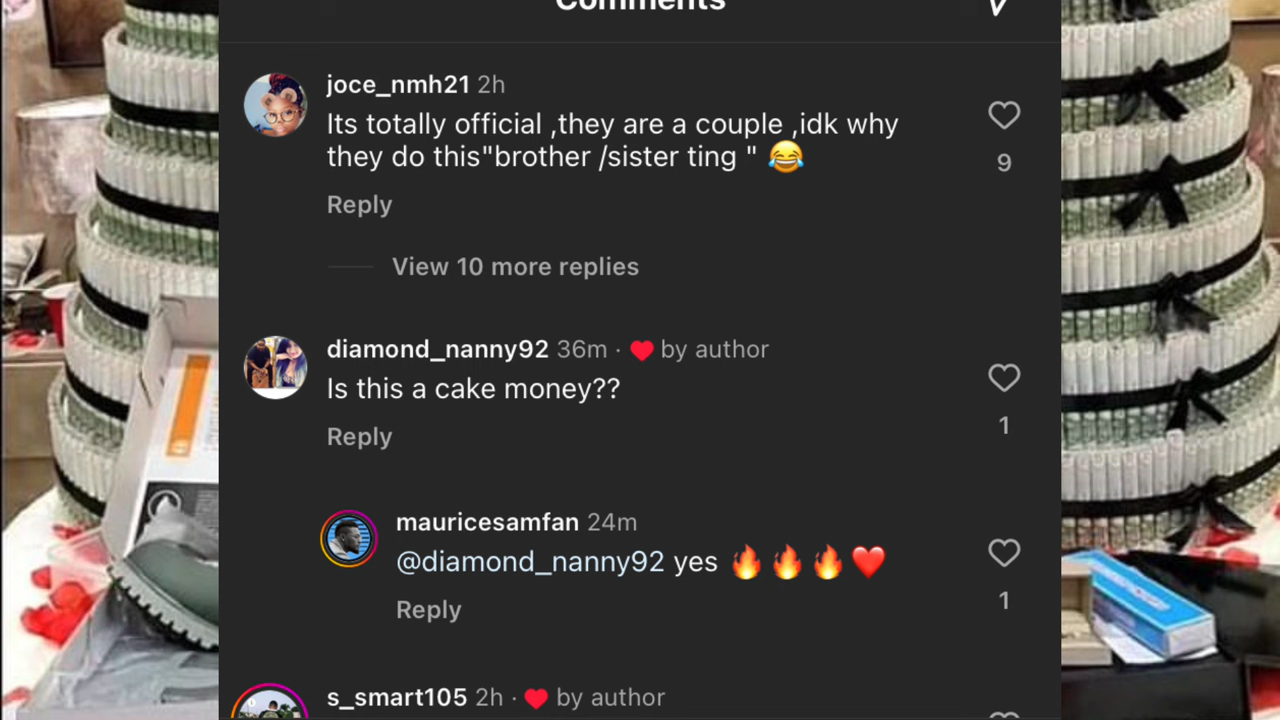 Comments
joce_nmh21 2h
Its totally official ,they are a couple ,idk why
they do this"brother /sister ting " 😂
9
Reply
View 10 more replies
diamond_nanny92 36m · ❤️ by author
Is this a cake money??
1
Reply
mauricesamfan 24m
@diamond_nanny92 yes 🔥🔥🔥❤️
1
Reply
s_smart105 2h · ❤️ by author